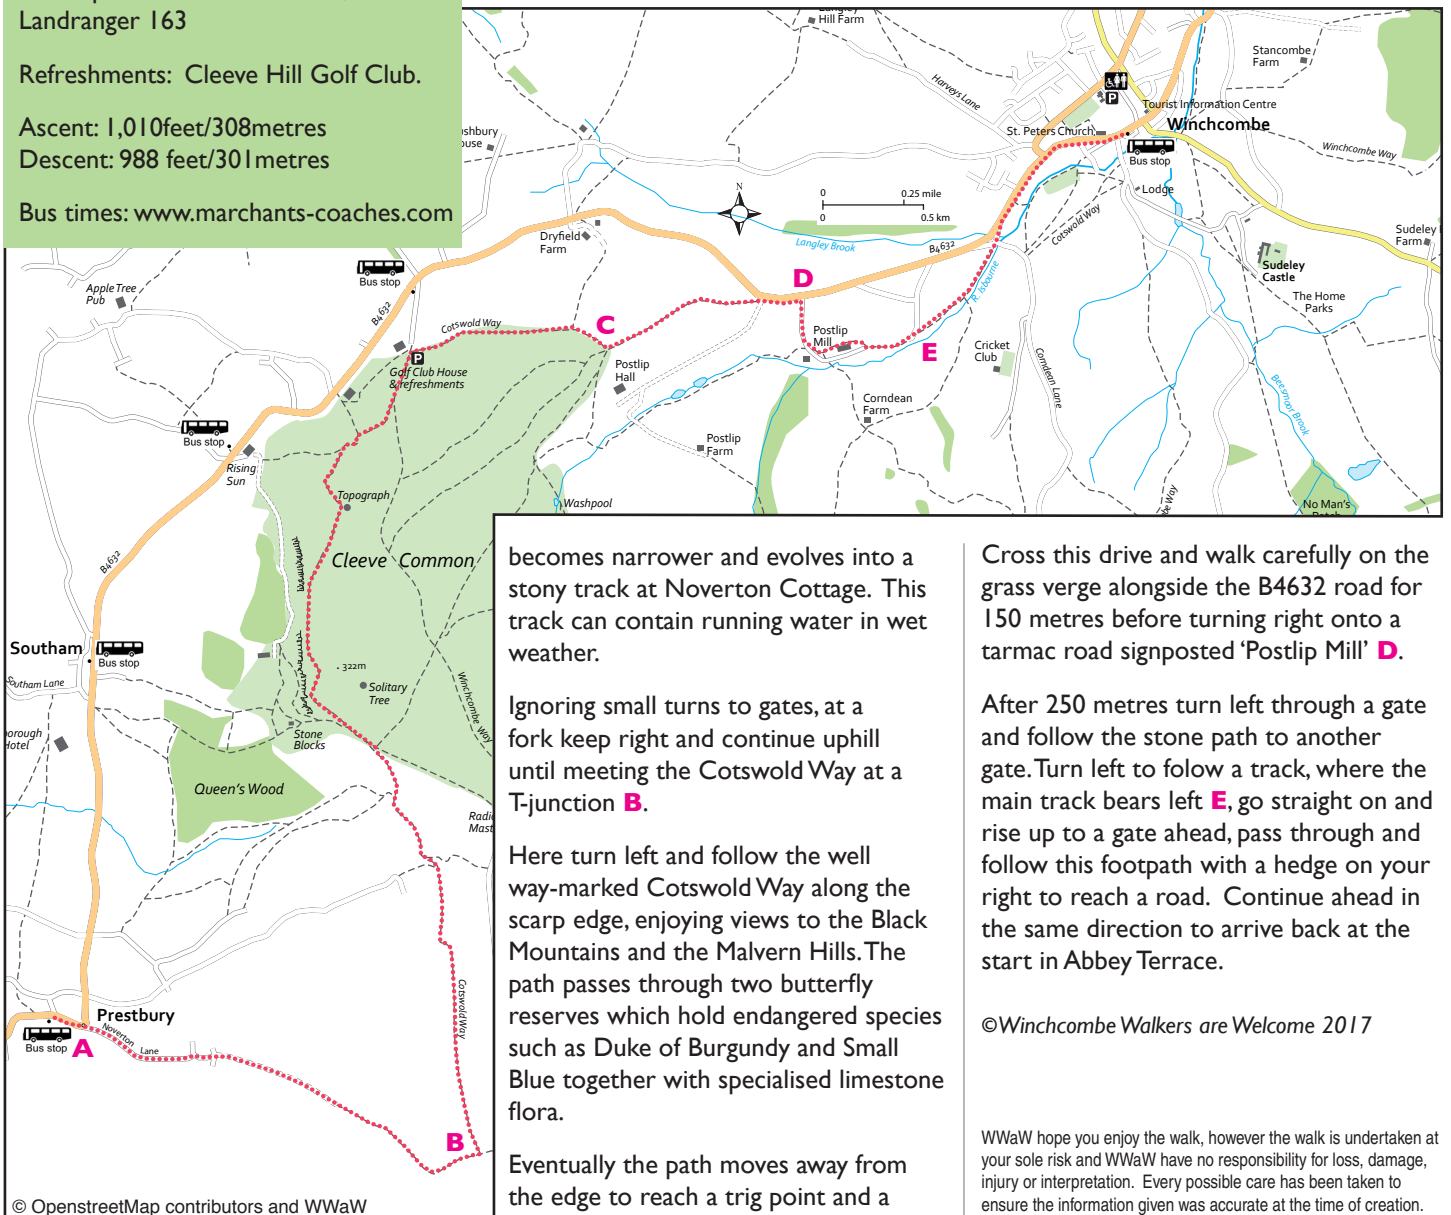 Landranger 163
Refreshments: Cleeve Hill Golf Club.
Ascent: 1,010feet/308metres
Descent: 988 feet/301metres
Bus times: www.marchants-coaches.com
Hill Farm
Harveys Lane
Stancombe
Farm
P
Tourist Information Centre
St. Peters Church
Winchcombe
Bus stop
Winchcombe Way
Lodge
Cotswold Way
Sudeley
Farm
Sudeley
Castle
The Home
Parks
N
0 0.25 mile
0 0.5 km
Langley Brook
B4632
R. Isbourne
Dryfield
Farm
Bus stop
Apple Tree
Pub
B4632
D
Cotswold Way
C
Postlip
Mill
E
Cricket
Club
Corndean Lane
Beesmoor Brook
P
Golf Club House
& refreshments
Postlip
Hall
Corndean
Farm
Postlip
Farm
Bus stop
Rising
Sun
Topograph
Washpool
No Man's
Cleeve Common
B4632
Southam
Bus stop
Southam Lane
322m
Solitary
Tree
Winchcombe Way
Stone
Blocks
Hotel
Queen's Wood
Mast
Cotswold Way
Prestbury
Bus stop
A
Noverton
Lane
B
© OpenstreetMap contributors and WWaW
becomes narrower and evolves into a
stony track at Noverton Cottage. This
track can contain running water in wet
weather.
Ignoring small turns to gates, at a
fork keep right and continue uphill
until meeting the Cotswold Way at a
T-junction B.
Here turn left and follow the well
way-marked Cotswold Way along the
scarp edge, enjoying views to the Black
Mountains and the Malvern Hills. The
path passes through two butterfly
reserves which hold endangered species
such as Duke of Burgundy and Small
Blue together with specialised limestone
flora.
Eventually the path moves away from
the edge to reach a trig point and a
Cross this drive and walk carefully on the
grass verge alongside the B4632 road for
150 metres before turning right onto a
tarmac road signposted ‘Postlip Mill’ D.
After 250 metres turn left through a gate
and follow the stone path to another
gate. Turn left to folow a track, where the
main track bears left E, go straight on and
rise up to a gate ahead, pass through and
follow this footpath with a hedge on your
right to reach a road. Continue ahead in
the same direction to arrive back at the
start in Abbey Terrace.
©Winchcombe Walkers are Welcome 2017
WWaW hope you enjoy the walk, however the walk is undertaken at
your sole risk and WWaW have no responsibility for loss, damage,
injury or interpretation. Every possible care has been taken to
ensure the information given was accurate at the time of creation.